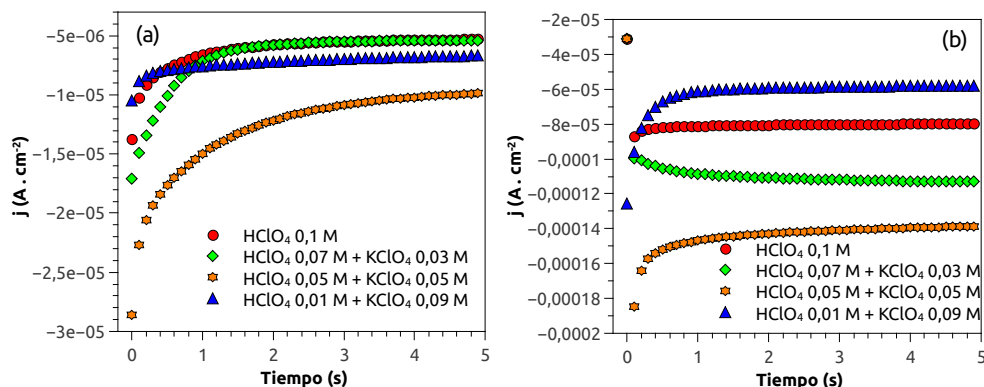 (a)
j (A . cm⁻²)
−5e−06
−1e−05
−1,5e−05
−2e−05
−2,5e−05
−3e−05
HClO₄ 0,1 M
HClO₄ 0,07 M + KClO₄ 0,03 M
HClO₄ 0,05 M + KClO₄ 0,05 M
HClO₄ 0,01 M + KClO₄ 0,09 M
0 1 2 3 4 5
Tiempo (s)
(b)
j (A . cm⁻²)
−2e−05
−4e−05
−6e−05
−8e−05
−0,0001
−0,00012
−0,00014
−0,00016
−0,00018
−0,0002
HClO₄ 0,1 M
HClO₄ 0,07 M + KClO₄ 0,03 M
HClO₄ 0,05 M + KClO₄ 0,05 M
HClO₄ 0,01 M + KClO₄ 0,09 M
0 1 2 3 4 5
Tiempo (s)